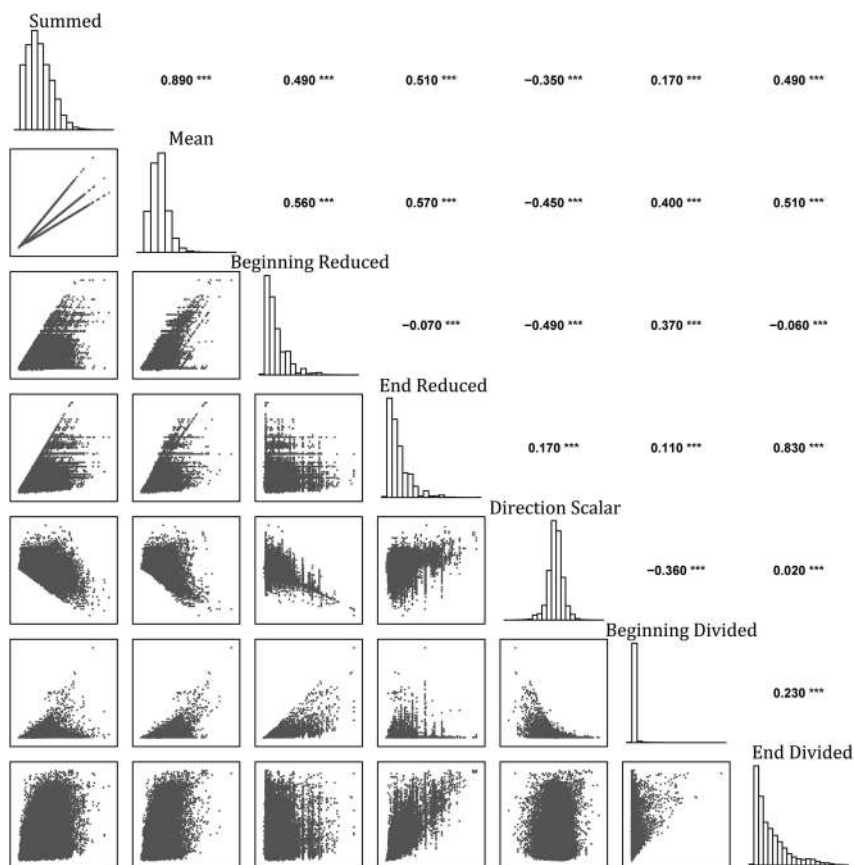 Summed
0.890 *** 0.490 *** 0.510 *** −0.350 *** 0.170 *** 0.490 ***
Mean
0.560 *** 0.570 *** −0.450 *** 0.400 *** 0.510 ***
Beginning Reduced
−0.070 *** −0.490 *** 0.370 *** −0.060 ***
End Reduced
0.170 *** 0.110 *** 0.830 ***
Direction Scalar
−0.360 *** 0.020 ***
Beginning Divided
0.230 ***
End Divided